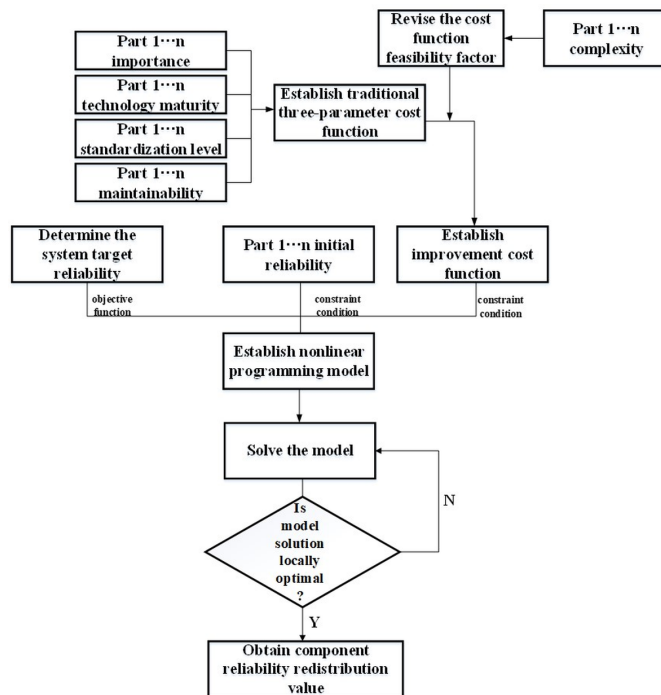 Revise the cost
function
feasibility factor
Part 1···n
complexity
Part 1···n
importance
Part 1···n
technology maturity
Part 1···n
standardization level
Part 1···n
maintainability
Establish traditional
three-parameter cost
function
Determine the
system target
reliability
Part 1···n initial
reliability
Establish
improvement cost
function
objective
function
constraint
condition
constraint
condition
Establish nonlinear
programming model
Solve the model
N
Is
model
solution
locally
optimal
?
Y
Obtain component
reliability redistribution
value